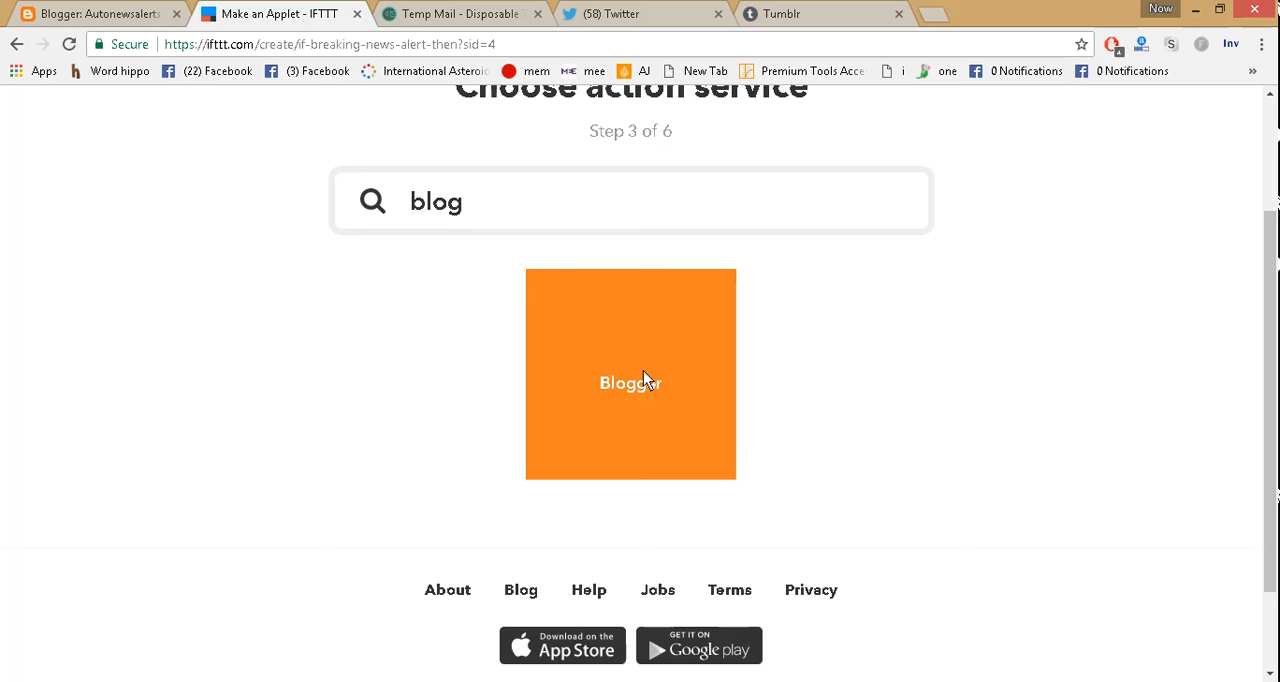 Blogger: Autonewsalerts
Make an Applet - IFTTT
Temp Mail - Disposable
(58) Twitter
Tumblr
Now
Secure
https://ifttt.com/create/if-breaking-news-alert-then?sid=4
Inv
Apps
Word hippo
(22) Facebook
(3) Facebook
International Asteroi
mem
mee
AI
New Tab
Premium Tools Acce
i
one
0 Notifications
0 Notifications
»
Choose action service
Step 3 of 6
blog
Blogger
About
Blog
Help
Jobs
Terms
Privacy
Download on the
App Store
GET IT ON
Google play